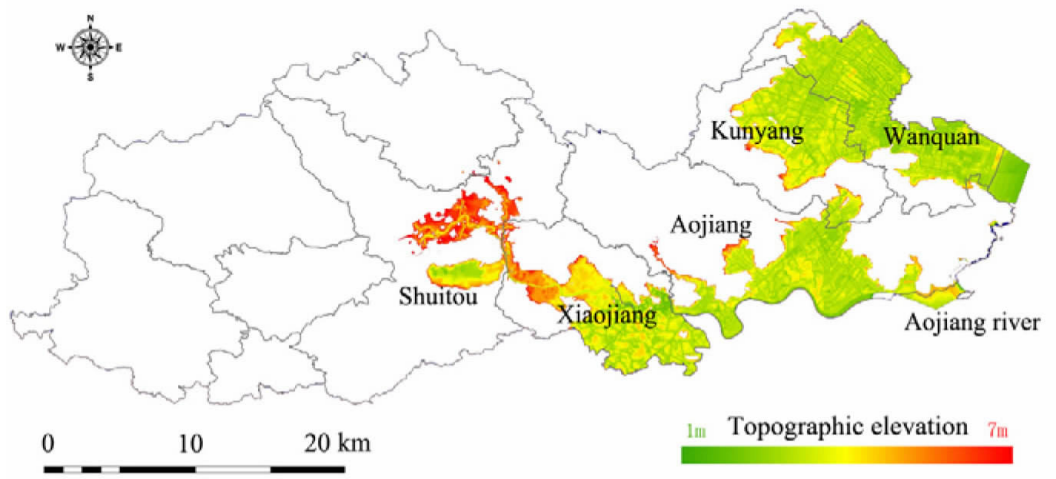 N
W E
S
Kunyang
Wanquan
Aojiang
Shuitou
Xiaojiang
Aojiang river
0 10 20 km
Topographic elevation
1m 7m